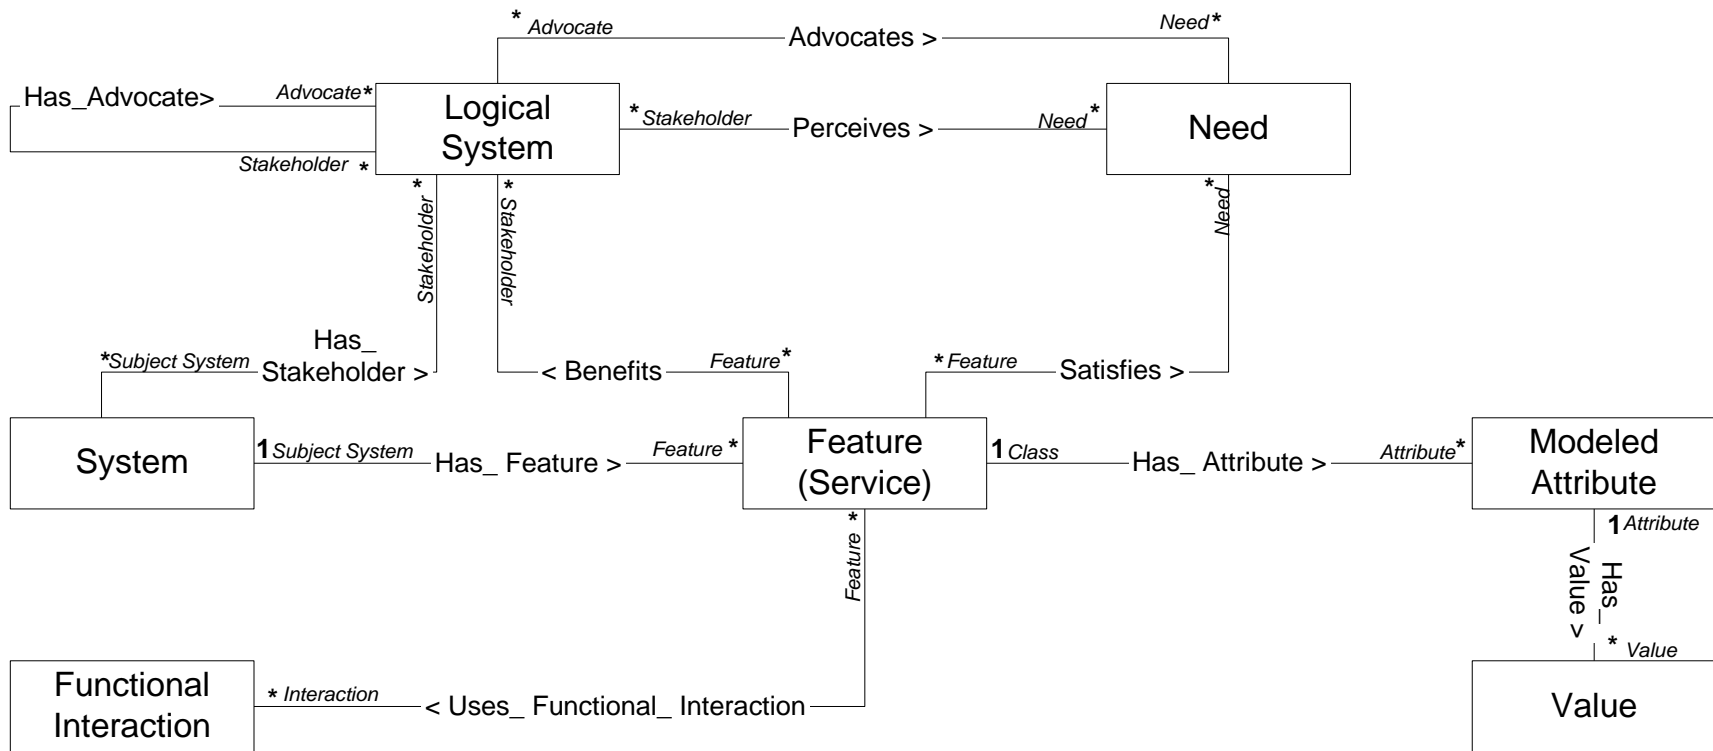 * Advocate
Advocates >
Need*
Has_Advocate>
Advocate*
Logical
System
* Stakeholder
Perceives >
Need *
Need
Stakeholder *
* Stakeholder
* Stakeholder
* Need
*Subject System
Has_
Stakeholder >
< Benefits
Feature*
* Feature
Satisfies >
System
1 Subject System
Has_ Feature >
Feature *
Feature
(Service)
1 Class
Has_ Attribute >
Attribute*
Modeled
Attribute
* Feature
1 Attribute
Has_
Value >
* Value
Functional
Interaction
* Interaction
< Uses_ Functional_ Interaction
Value